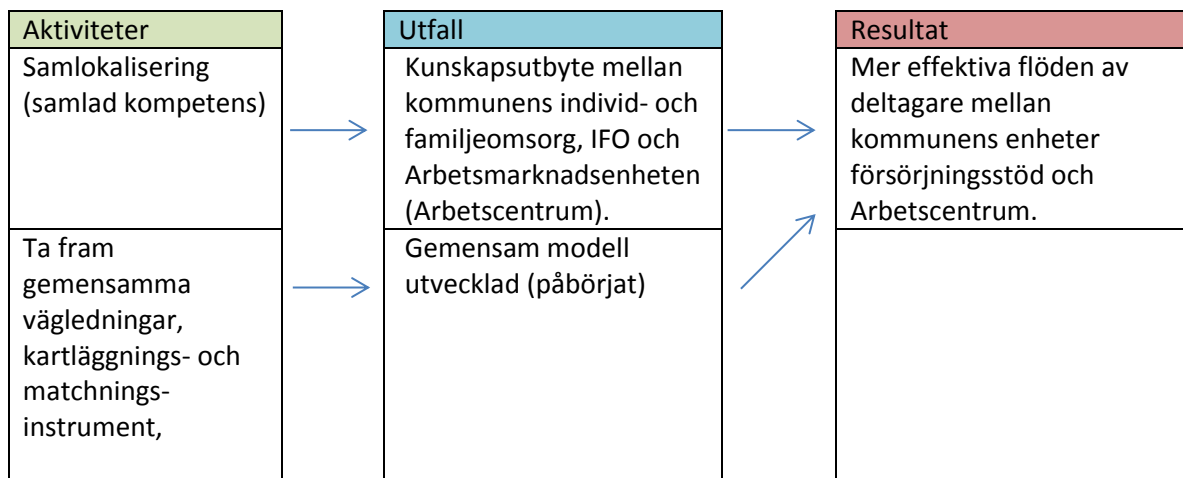 Aktiviteter
Samlokalisering
(samlad kompetens)
Ta fram
gemensamma
vägledningar,
kartläggnings- och
matchnings-
instrument,
Utfall
Kunskapsutbyte mellan
kommunens individ- och
familjeomsorg, IFO och
Arbetsmarknadsenheten
(Arbetscentrum).
Gemensam modell
utvecklad (påbörjat)
Resultat
Mer effektiva flöden av
deltagare mellan
kommunens enheter
försörjningsstöd och
Arbetscentrum.